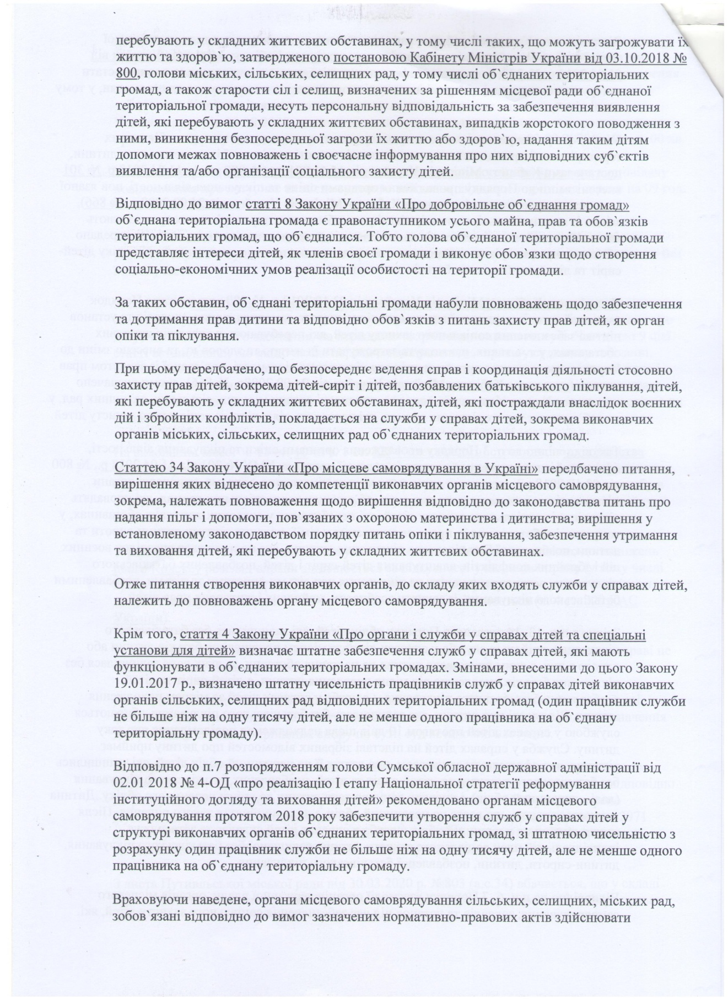 перебувають у складних життєвих обставинах, у тому числі таких, що можуть загрожувати їх
життю та здоров`ю, затвердженого постановою Кабінету Міністрів України від 03.10.2018 №
800, голови міських, сільських, селищних рад, у тому числі об`єднаних територіальних
громад, а також старости сіл і селищ, визначених за рішенням місцевої ради об`єднаної
територіальної громади, несуть персональну відповідальність за забезпечення виявлення
дітей, які перебувають у складних життєвих обставинах, випадків жорстокого поводження з
ними, виникнення безпосередньої загрози їх життю або здоров`ю, надання таким дітям
допомоги межах повноважень і своєчасне інформування про них відповідних суб`єктів
виявлення та/або організації соціального захисту дітей.
Відповідно до вимог статті 8 Закону України «Про добровільне об`єднання громад»
об`єднана територіальна громада є правонаступником усього майна, прав та обов`язків
територіальних громад, що об`єдналися. Тобто голова об`єднаної територіальної громади
представляє інтереси дітей, як членів своєї громади і виконує обов`язки щодо створення
соціально-економічних умов реалізації особистості на території громади.
За таких обставин, об`єднані територіальні громади набули повноважень щодо забезпечення
та дотримання прав дитини та відповідно обов`язків з питань захисту прав дітей, як орган
опіки та піклування.
При цьому передбачено, що безпосереднє ведення справ і координація діяльності стосовно
захисту прав дітей, зокрема дітей-сиріт і дітей, позбавлених батьківського піклування, дітей,
які перебувають у складних життєвих обставинах, дітей, які постраждали внаслідок воєнних
дій і збройних конфліктів, покладається на служби у справах дітей, зокрема виконавчих
органів міських, сільських, селищних рад об`єднаних територіальних громад.
Статтею 34 Закону України «Про місцеве самоврядування в Україні» передбачено питання,
вирішення яких віднесено до компетенції виконавчих органів місцевого самоврядування,
зокрема, належать повноваження щодо вирішення відповідно до законодавства питань про
надання пільг і допомоги, пов`язаних з охороною материнства і дитинства; вирішення у
встановленому законодавством порядку питань опіки і піклування, забезпечення утримання
та виховання дітей, які перебувають у складних життєвих обставинах.
Отже питання створення виконавчих органів, до складу яких входять служби у справах дітей,
належить до повноважень органу місцевого самоврядування.
Крім того, стаття 4 Закону України «Про органи і служби у справах дітей та спеціальні
установи для дітей» визначає штатне забезпечення служб у справах дітей, які мають
функціонувати в об`єднаних територіальних громадах. Змінами, внесеними до цього Закону
19.01.2017 р., визначено штатну чисельність працівників служб у справах дітей виконавчих
органів сільських, селищних рад відповідних територіальних громад (один працівник служби
не більше ніж на одну тисячу дітей, але не менше одного працівника на об`єднану
територіальну громаду).
Відповідно до п.7 розпорядженням голови Сумської обласної державної адміністрації від
02.01.2018 № 4-ОД «про реалізацію І етапу Національної стратегії реформування
інституційного догляду та виховання дітей» рекомендовано органам місцевого
самоврядування протягом 2018 року забезпечити утворення служб у справах дітей у
структурі виконавчих органів об`єднаних територіальних громад, зі штатною чисельністю з
розрахунку один працівник служби не більше ніж на одну тисячу дітей, але не менше одного
працівника на об`єднану територіальну громаду.
Враховуючи наведене, органи місцевого самоврядування сільських, селищних, міських рад,
зобов`язані відповідно до вимог зазначених нормативно-правових актів здійснювати